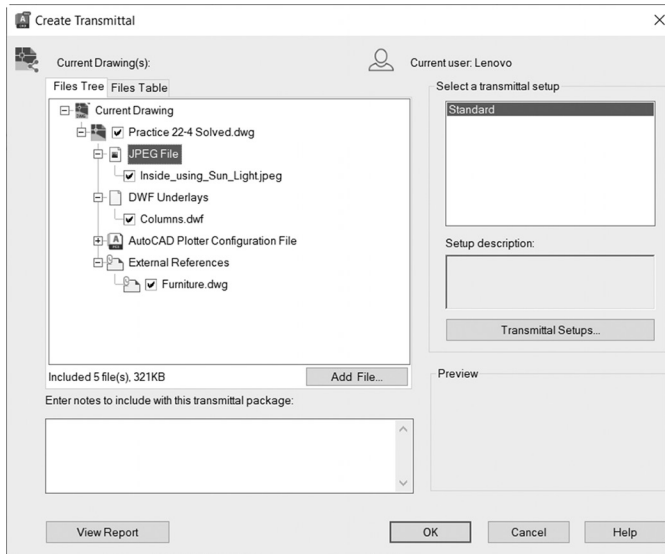 Create Transmittal
Current Drawing(s):
Current user: Lenovo
Files Tree
Files Table
Current Drawing
Practice 22-4 Solved.dwg
JPEG File
Inside_using_Sun_Light.jpeg
DWF Underlays
Columns.dwf
AutoCAD Plotter Configuration File
External References
Furniture.dwg
Included 5 file(s), 321KB
Add File...
Enter notes to include with this transmittal package:
Select a transmittal setup
Standard
Setup description:
Transmittal Setups...
Preview
View Report
OK
Cancel
Help